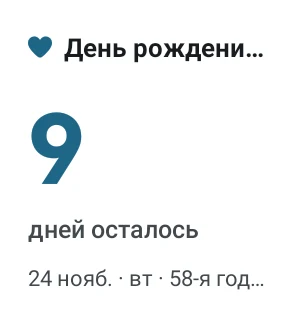 День рождени…
9
дней осталось
24 нояб. · вт · 58-я год…